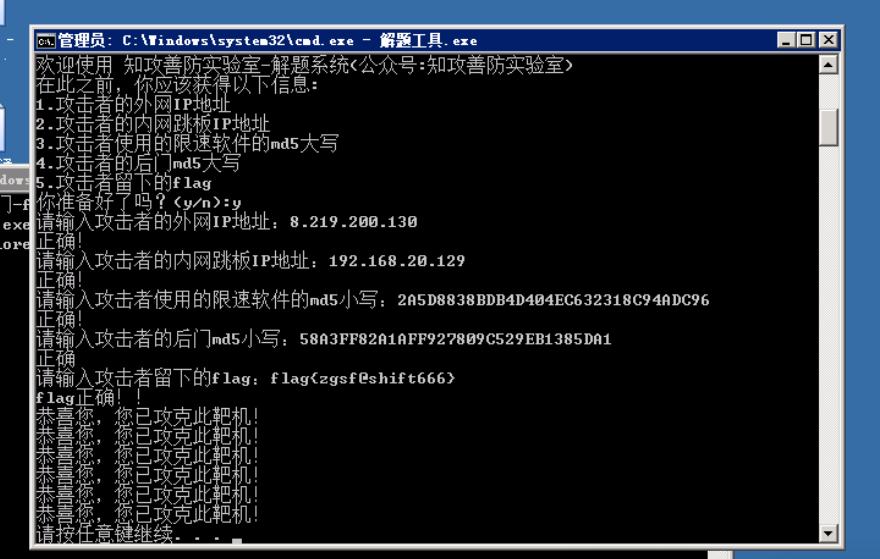 管理员: C:\Windows\system32\cmd.exe - 解题工具.exe
欢迎使用 知攻善防实验室-解题系统(公众号:知攻善防实验室)
在此之前，你应该获得以下信息:
1.攻击者的外网IP地址
2.攻击者的内网跳板IP地址
3.攻击者使用的限速软件的md5大写
4.攻击者的后门md5大写
5.攻击者留下的flag
你准备好了吗？(y/n):y
请输入攻击者的外网IP地址：8.219.200.130
正确!
请输入攻击者的内网跳板IP地址：192.168.20.129
正确!
请输入攻击者使用的限速软件的md5小写：2A5D8838BDB4D404EC632318C94ADC96
正确!
请输入攻击者的后门md5小写：58A3FF82A1AFF927809C529EB1385DA1
正确
请输入攻击者留下的flag：flag{zgsf@shift666}
flag正确！!
恭喜您，您已攻克此靶机!
恭喜您，您已攻克此靶机!
恭喜您，您已攻克此靶机!
恭喜您，您已攻克此靶机!
恭喜您，您已攻克此靶机!
恭喜您，您已攻克此靶机!
请按任意键继续. . .